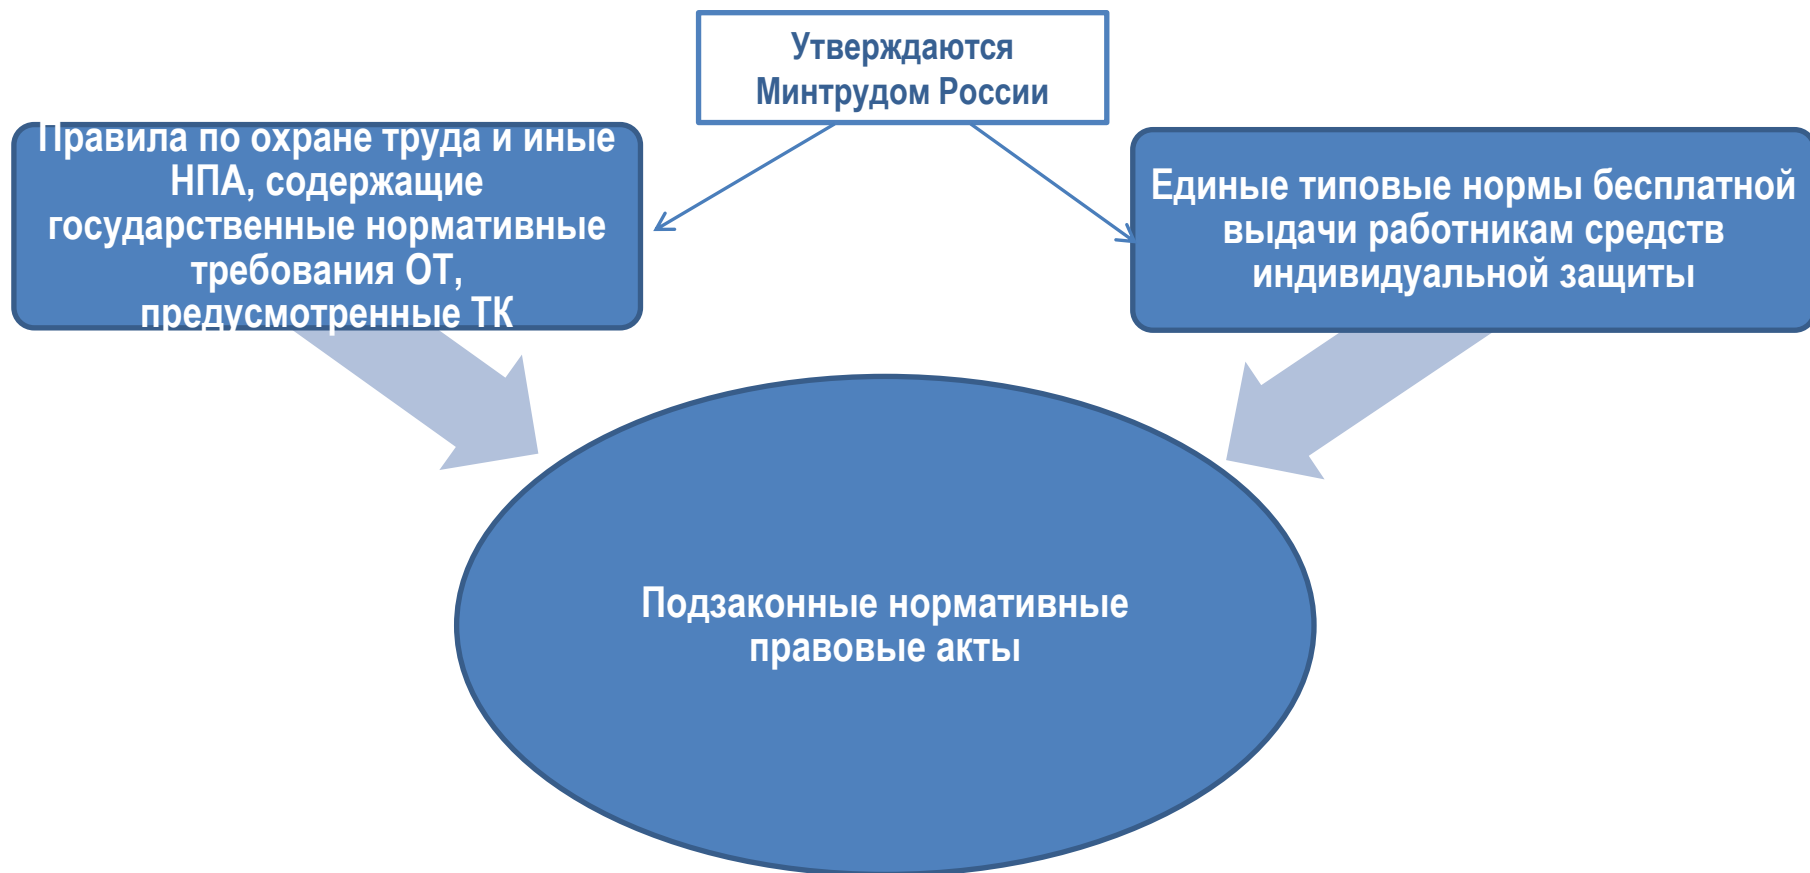 Утверждаются
Минтрудом России
Правила по охране труда и иные
НПА, содержащие
государственные нормативные
требования ОТ,
предусмотренные ТК
Единые типовые нормы бесплатной
выдачи работникам средств
индивидуальной защиты
Подзаконные нормативные
правовые акты